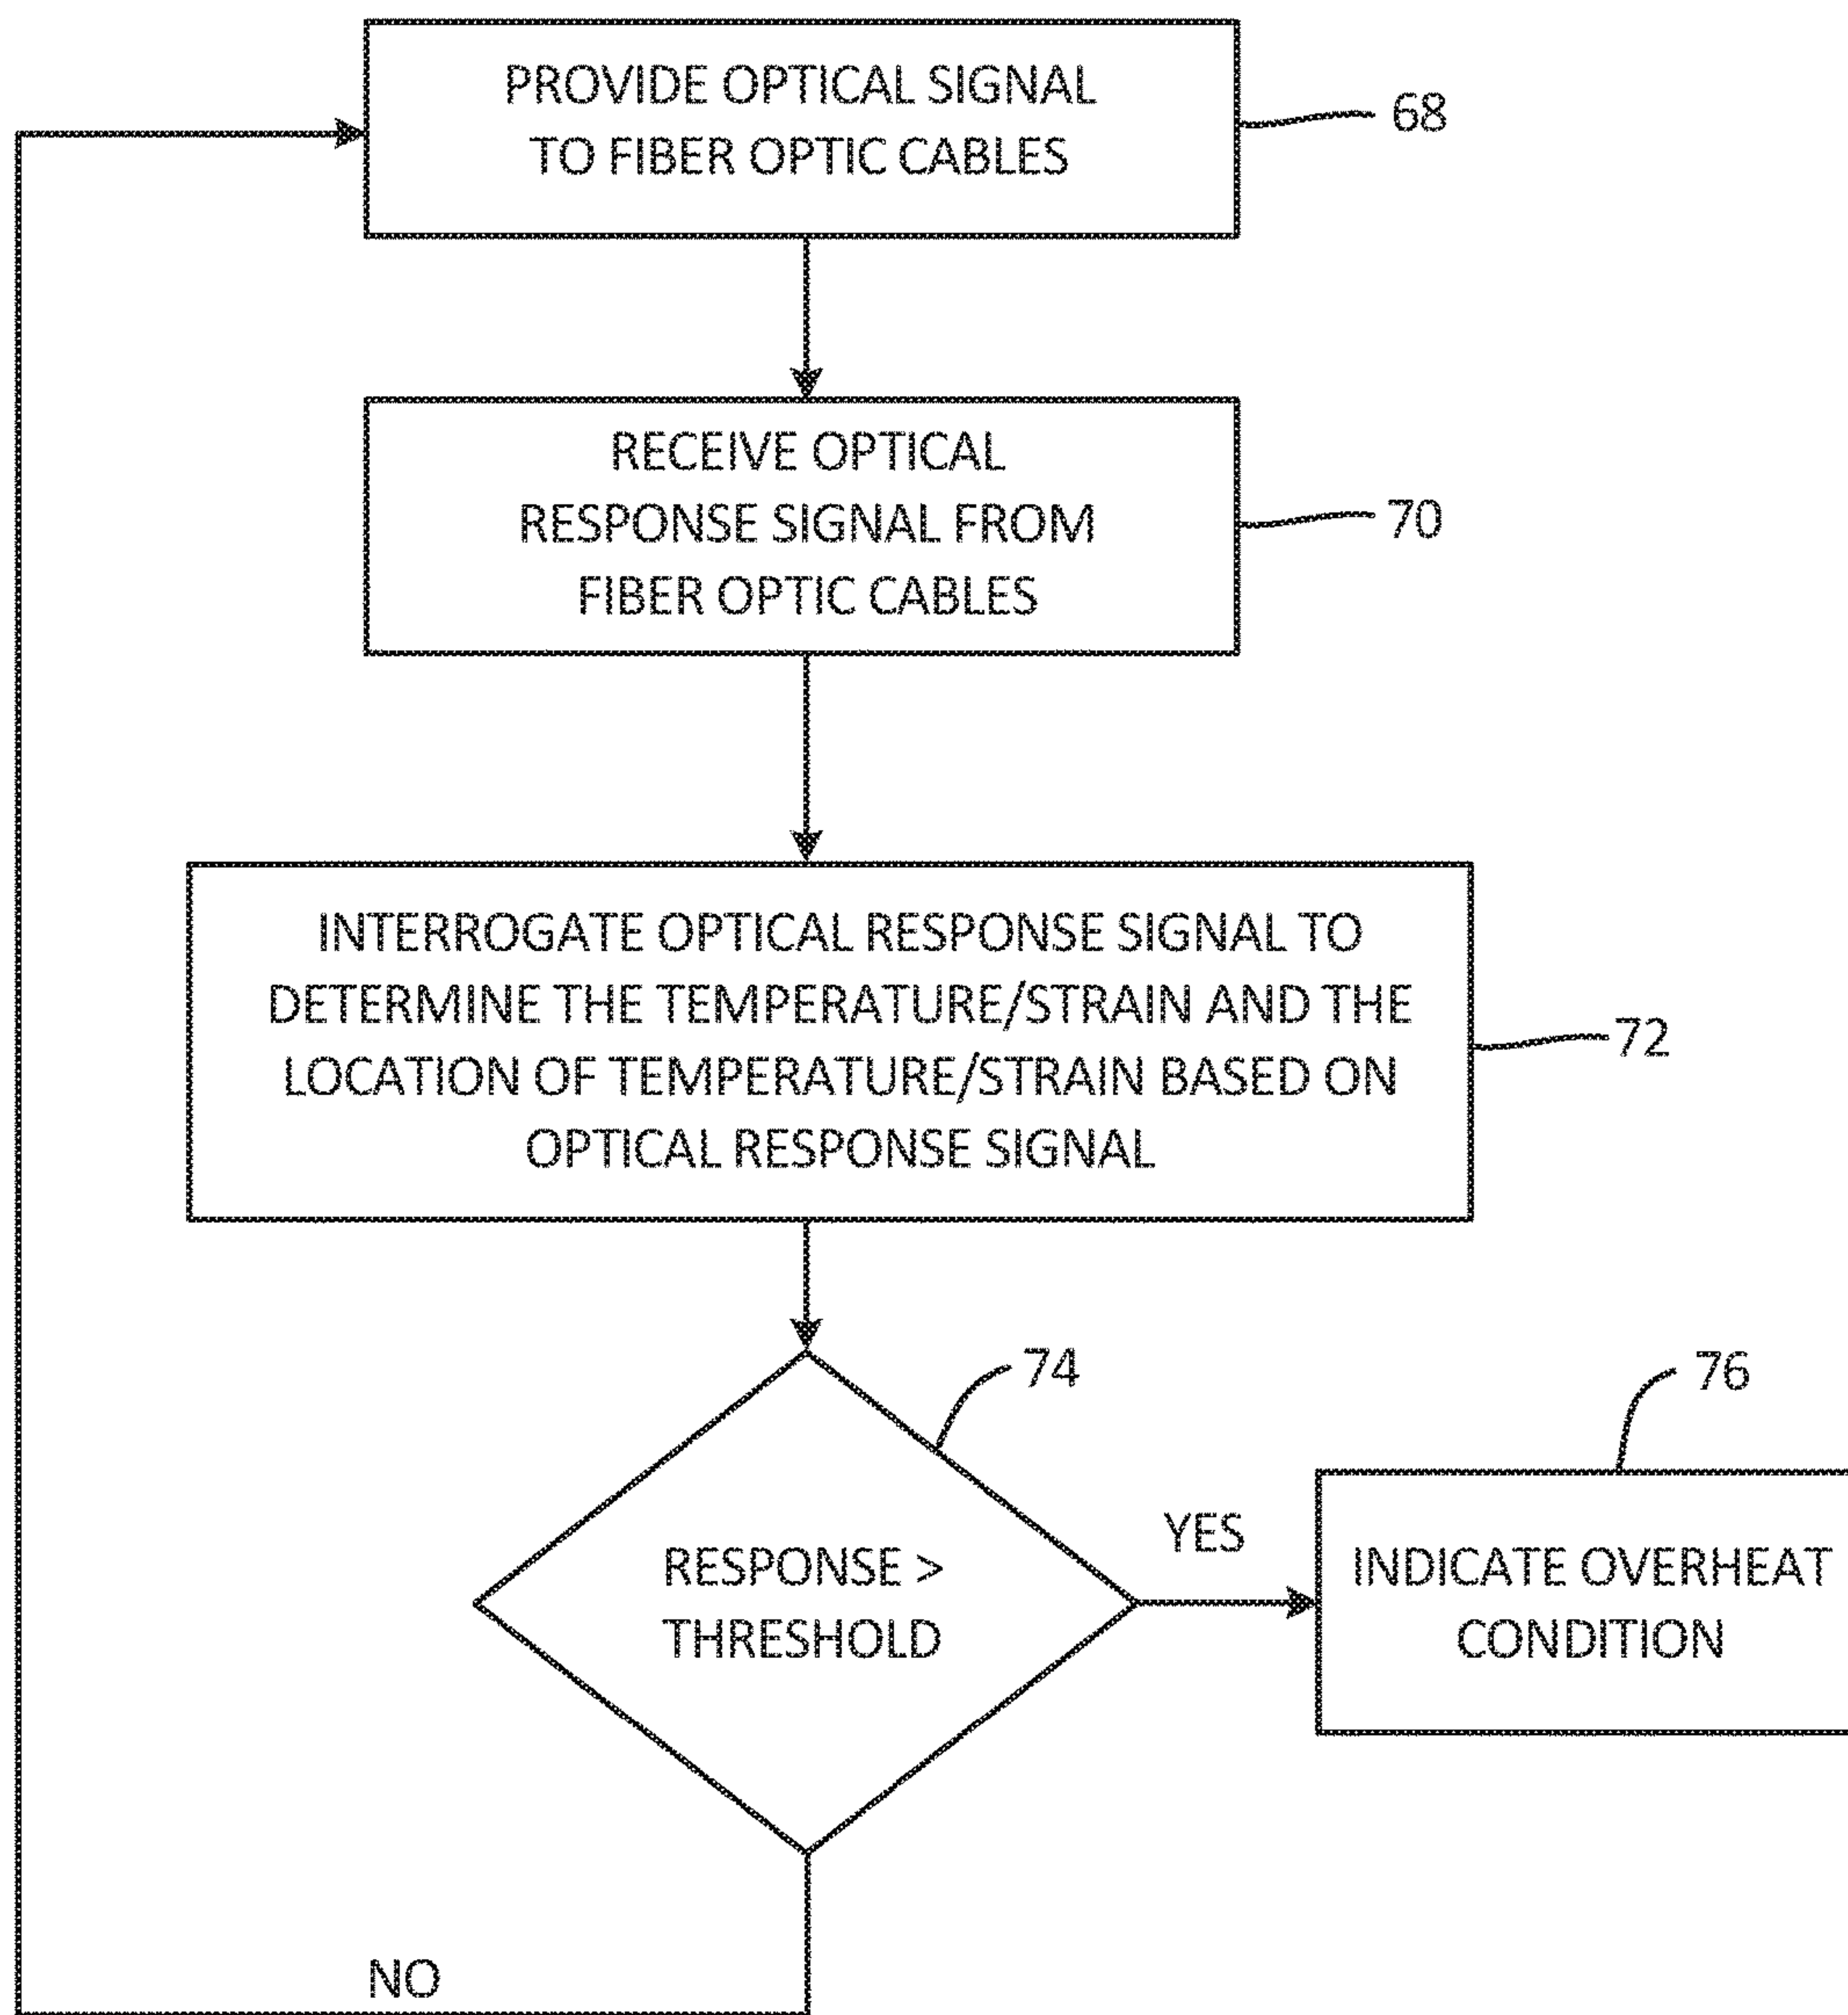 PROVIDE OPTICAL SIGNAL
TO FIBER OPTIC CABLES
68
RECEIVE OPTICAL
RESPONSE SIGNAL FROM
FIBER OPTIC CABLES
70
INTERROGATE OPTICAL RESPONSE SIGNAL TO
DETERMINE THE TEMPERATURE/STRAIN AND THE
LOCATION OF TEMPERATURE/STRAIN BASED ON
OPTICAL RESPONSE SIGNAL
72
74
RESPONSE >
THRESHOLD
YES
76
INDICATE OVERHEAT
CONDITION
NO